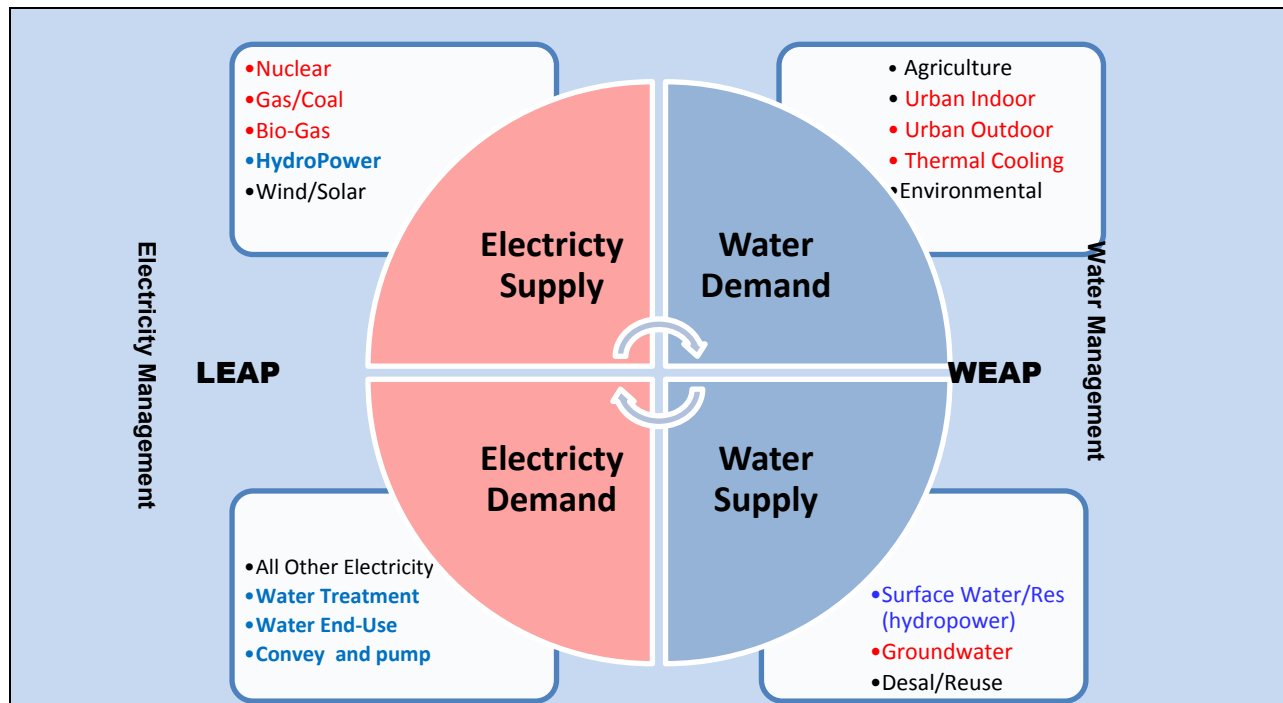 •Nuclear
•Gas/Coal
•Bio-Gas
•HydroPower
•Wind/Solar
• Agriculture
• Urban Indoor
• Urban Outdoor
• Thermal Cooling
•Environmental
Electricty
Supply
Water
Demand
Electricity Management
LEAP
WEAP
Water Management
Electricty
Demand
Water
Supply
•All Other Electricity
•Water Treatment
•Water End-Use
•Convey and pump
•Surface Water/Res
(hydropower)
•Groundwater
•Desal/Reuse